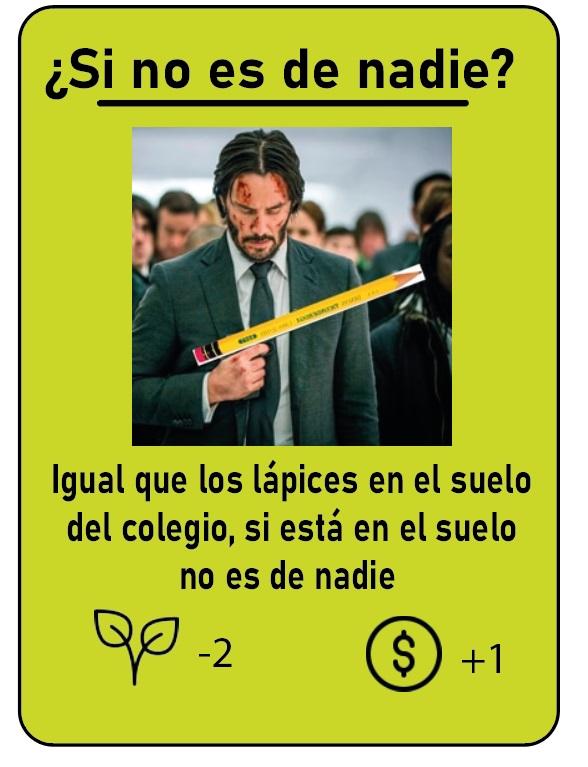 ¿Si no es de nadie?
Igual que los lápices en el suelo
del colegio, si está en el suelo
no es de nadie
-2
$
+1